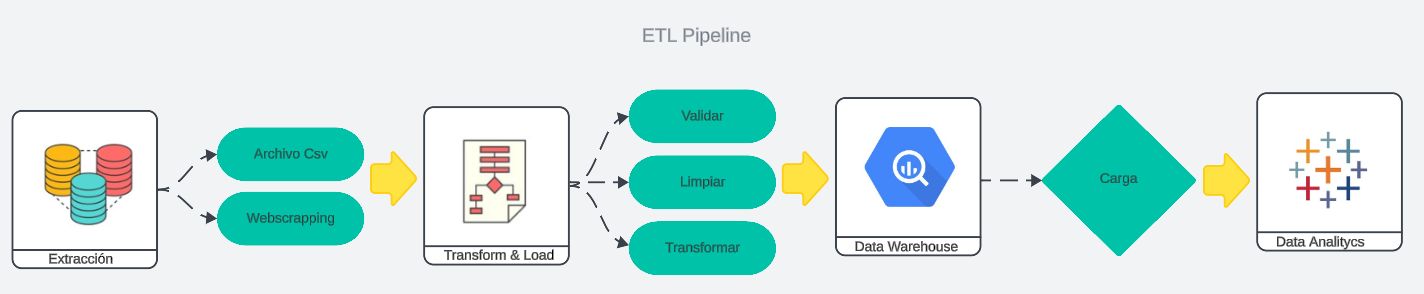 ETL Pipeline
Extracción
Archivo Csv
Webscrapping
Transform & Load
Validar
Limpiar
Transformar
Data Warehouse
Carga
Data Analitycs